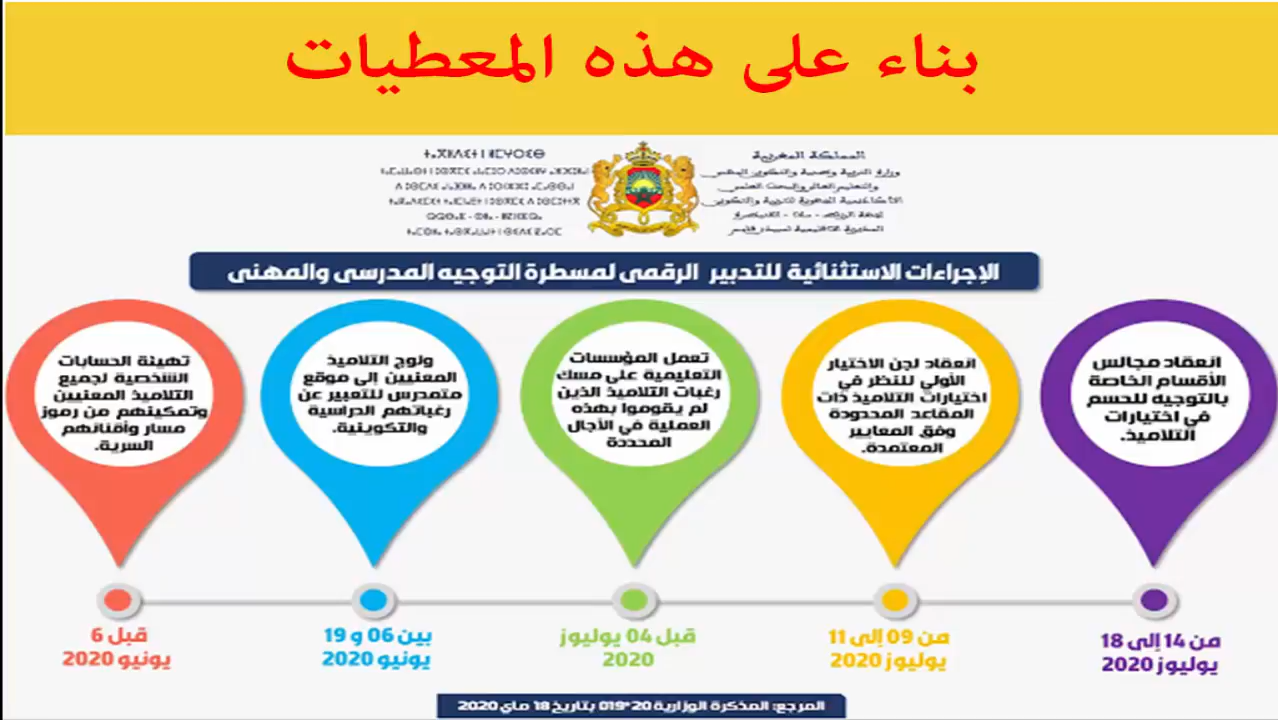 بناء على هذه المعطيات
المملكة المغربية
الإجراءات الاستثنائية للتدبير الرقمي لمسطرة التوجيه المدرسي والمهني
تهيئة الحسابات
الشخصية لجميع
التلاميذ المعنيين
وتمكينهم من رموز
مسار وأقنانهم
السرية.
قبل 6
يونيو 2020
ولوج التلاميذ
المعنيين إلى موقع
متمدرس للتعبير عن
رغباتهم الدراسية
والتكوينية.
بين 06 و 19
يونيو 2020
تعمل المؤسسات
التعليمية على مسك
رغبات التلاميذ الذين
لم يقوموا بهذه
العملية في الآجال
المحددة
قبل 04 يوليوز
2020
انعقاد لجن الاختيار
الأولي للنظر في
اختيارات التلاميذ ذات
المقاعد المحدودة
وفق المعايير
المعتمدة.
من 09 إلى 11
يوليوز 2020
انعقاد مجالس
الأقسام الخاصة
بالتوجيه للحسم
في اختيارات
التلاميذ.
من 14 إلى 18
يوليوز 2020
المرجع: المذكرة الوزارية 20*019 بتاريخ 18 ماي 2020